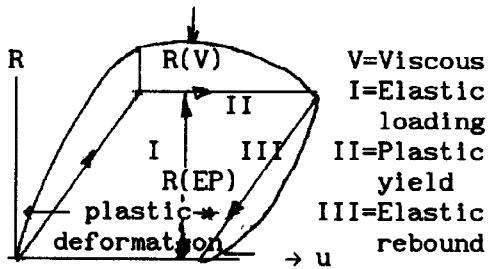 R
R(V)
II
I
III
R(EP)
plastic
deformation
→ u
V=Viscous
I=Elastic
loading
II=Plastic
yield
III=Elastic
rebound